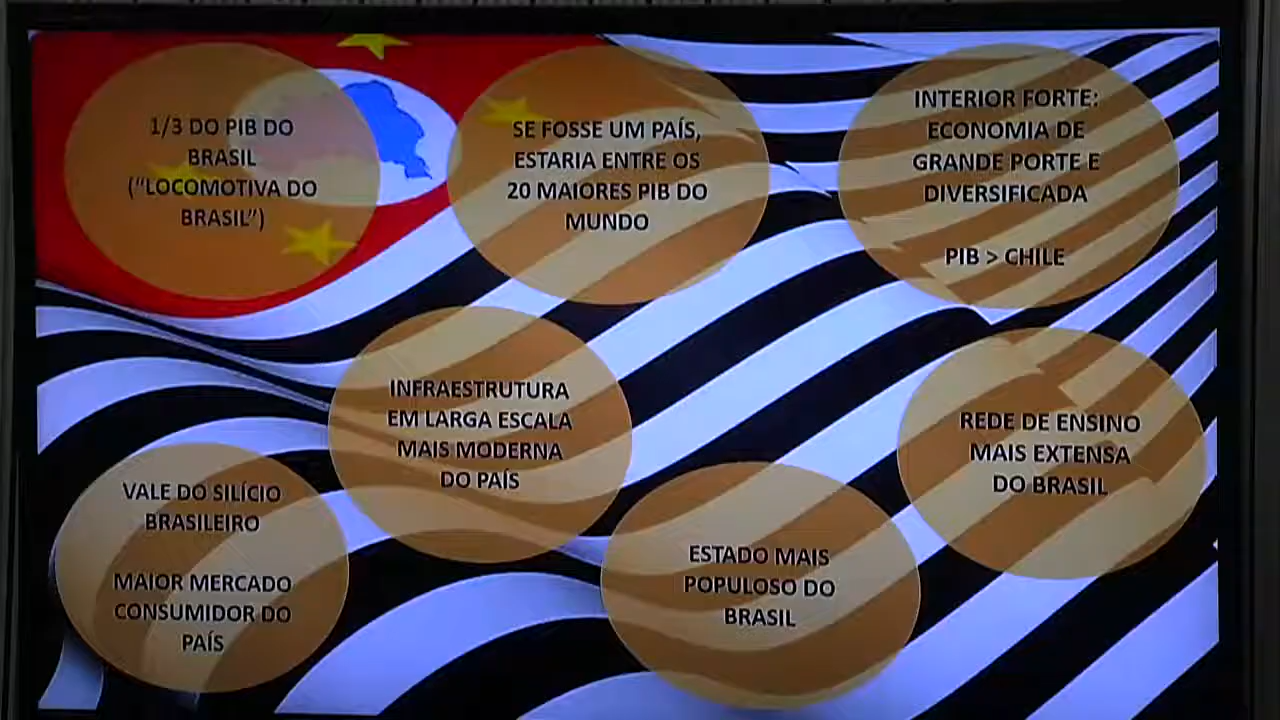 1/3 DO PIB DO
BRASIL
("LOCOMOTIVA DO
BRASIL")
SE FOSSE UM PAÍS,
ESTARIA ENTRE OS
20 MAIORES PIB DO
MUNDO
INTERIOR FORTE:
ECONOMIA DE
GRANDE PORTE E
DIVERSIFICADA
PIB > CHILE
INFRAESTRUTURA
EM LARGA ESCALA
MAIS MODERNA
DO PAÍS
REDE DE ENSINO
MAIS EXTENSA
DO BRASIL
VALE DO SILÍCIO
BRASILEIRO
MAIOR MERCADO
CONSUMIDOR DO
PAÍS
ESTADO MAIS
POPULOSO DO
BRASIL